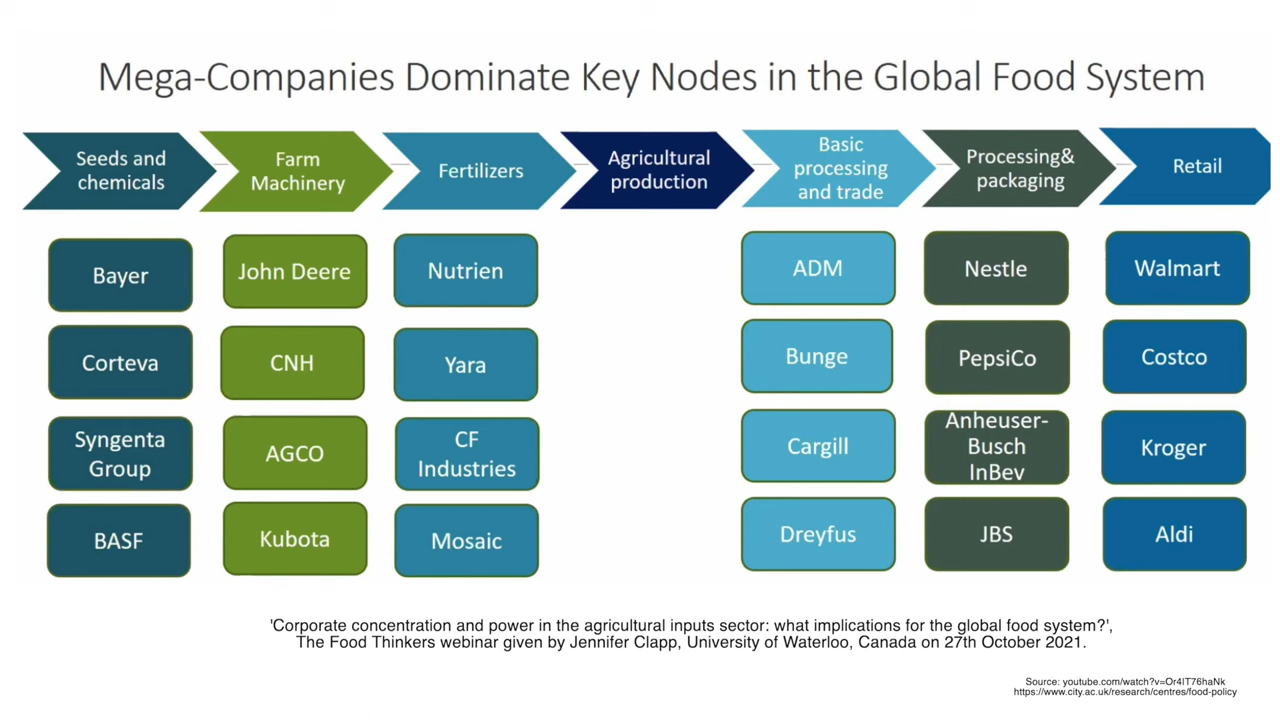 Mega-Companies Dominate Key Nodes in the Global Food System
Seeds and
chemicals
Farm
Machinery
Fertilizers
Agricultural
production
Basic
processing
and trade
Processing&
packaging
Retail
Bayer
John Deere
Nutrien
ADM
Nestle
Walmart
Corteva
CNH
Yara
Bunge
PepsiCo
Costco
Syngenta
Group
AGCO
CF
Industries
Cargill
Anheuser-
Busch
InBev
Kroger
BASF
Kubota
Mosaic
Dreyfus
JBS
Aldi
'Corporate concentration and power in the agricultural inputs sector: what implications for the global food system?',
The Food Thinkers webinar given by Jennifer Clapp, University of Waterloo, Canada on 27th October 2021.
Source: youtube.com/watch?v=Or4IT76haNk
https://www.city.ac.uk/research/centres/food-policy